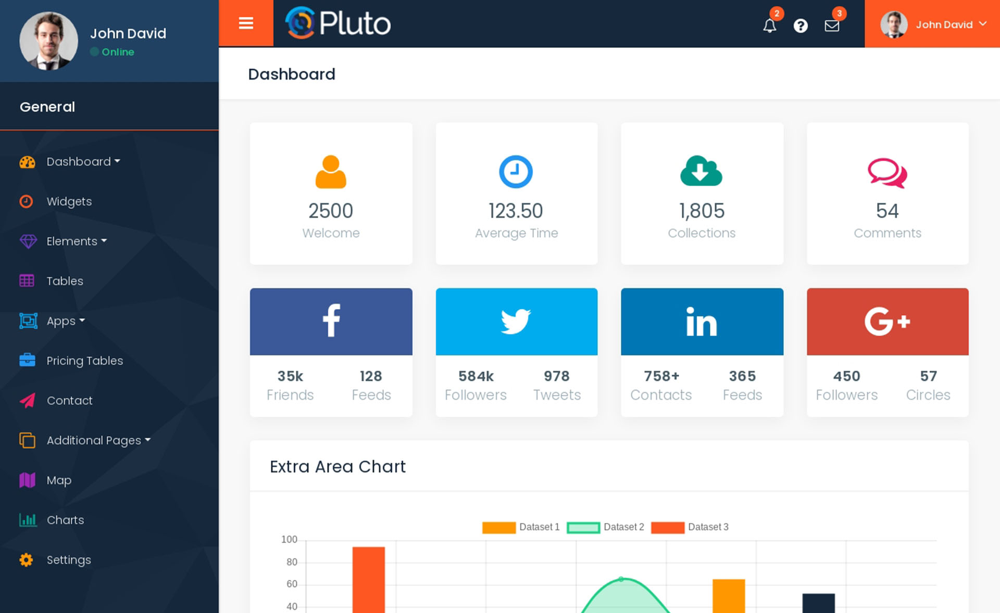 John David
Online
General
Dashboard
Widgets
Elements
Tables
Apps
Pricing Tables
Contact
Additional Pages
Map
Charts
Settings
Pluto
2
3
John David
Dashboard
2500
Welcome
123.50
Average Time
1,805
Collections
54
Comments
35k
Friends
128
Feeds
584k
Followers
978
Tweets
758+
Contacts
365
Feeds
450
Followers
57
Circles
Extra Area Chart
Dataset 1
Dataset 2
Dataset 3
100
80
60
40